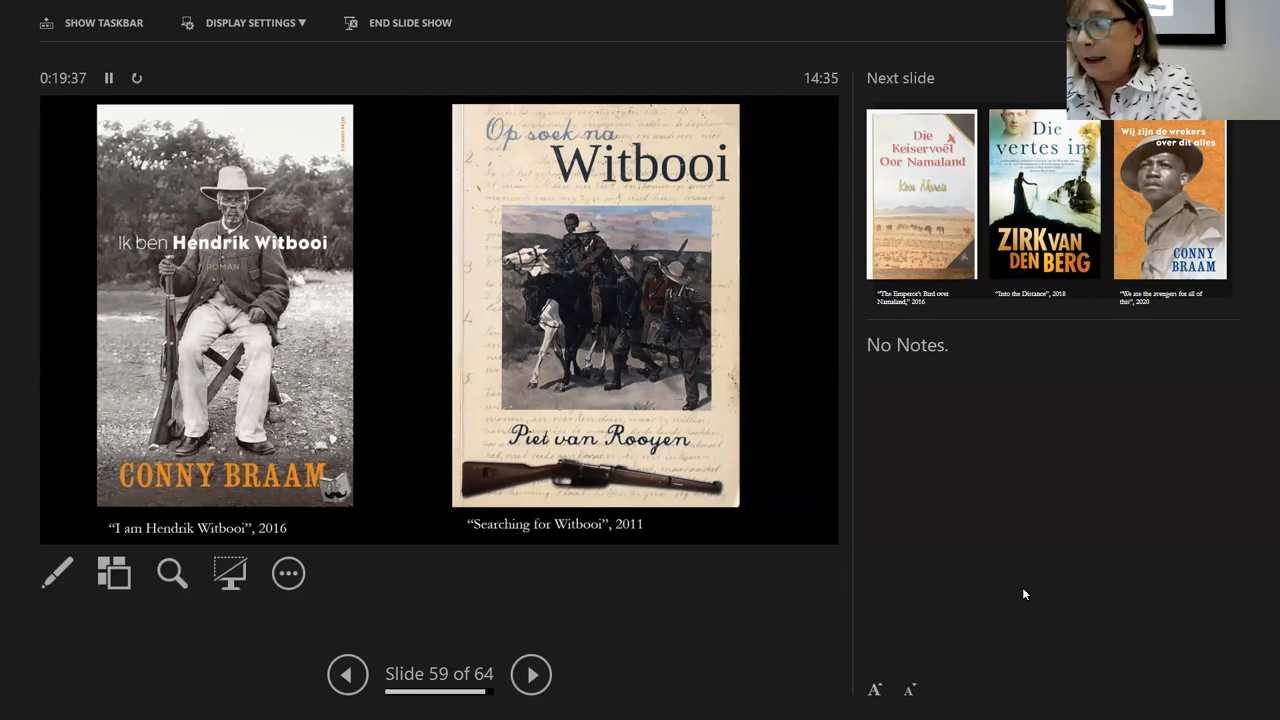 SHOW TASKBAR
DISPLAY SETTINGS ▼
END SLIDE SHOW
0:19:37
14:35
Ik ben Hendrik Witbooi
ROMAN
CONNY BRAAM
"I am Hendrik Witbooi", 2016
Op soek na
Witbooi
Piet van Rooyen
"Searching for Witbooi", 2011
Next slide
Die
Keiservoël
Oor Namaland
Kees Marais
"The Emperor's Bird over
Namaland," 2016
Die
vertes in
ZIRK VAN
DEN BERG
"Into the Distance", 2018
Wij zijn de wrekers
over dit alles
CONNY
BRAAM
"We are the avengers for all of
this", 2020
No Notes.
Slide 59 of 64
A
A